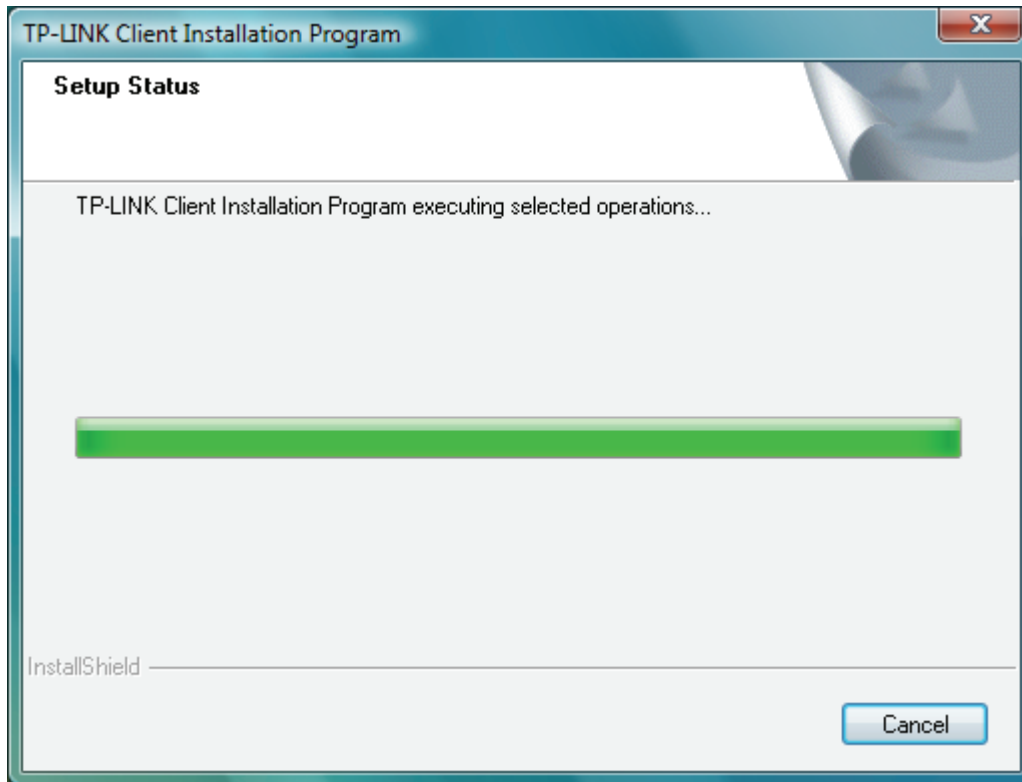 TP-LINK Client Installation Program
Setup Status
TP-LINK Client Installation Program executing selected operations...
InstallShield
Cancel